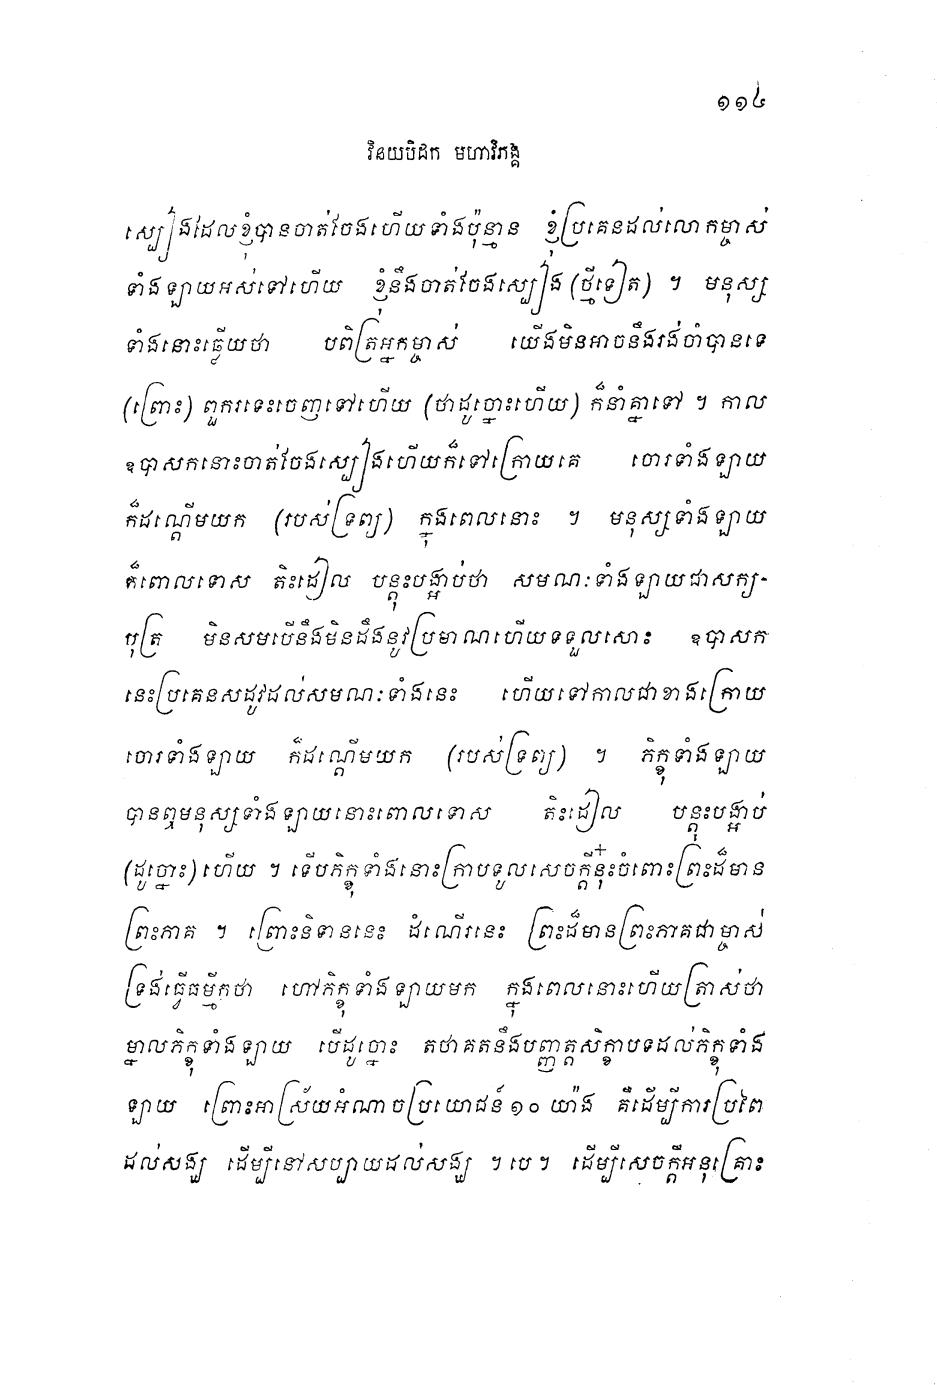 ១១៤
វិនយបិដក មហាវិភង្គ
ស្បៀងដែលខ្ញុំបានចាត់ចែងហើយទាំងប៉ុន្មាន ខ្ញុំប្រគេនដល់លោកម្ចាស់
ទាំងឡាយអស់ទៅហើយ ខ្ញុំនឹងចាត់ចែងស្បៀង (ថ្មីទៀត) ។ មនុស្ស
ទាំងនោះឆ្លើយថា បពិត្រអ្នកម្ចាស់ យើងមិនអាចនឹងរង់ចាំបានទេ
(ព្រោះ) ពួករទេះចេញទៅហើយ (ថាដូច្នោះហើយ) ក៏នាំគ្នាទៅ ។ កាល
ឧបាសកនោះចាត់ចែងស្បៀងហើយក៏ទៅក្រោយគេ ចោរទាំងឡាយ
ក៏ដណ្តើមយក (របស់ទ្រព្យ) ក្នុងពេលនោះ ។ មនុស្សទាំងឡាយ
ក៏ពោលទោស តិះដៀល បន្តុះបង្អាប់ថា សមណៈទាំងឡាយជាសក្យ-
បុត្រ មិនសមបើនឹងមិនដឹងនូវប្រមាណហើយទទួលសោះ ឧបាសក
នេះប្រគេនសដូវដល់សមណៈទាំងនេះ ហើយទៅកាលជាខាងក្រោយ
ចោរទាំងឡាយ ក៏ដណ្តើមយក (របស់ទ្រព្យ) ។ ភិក្ខុទាំងឡាយ
បានឮមនុស្សទាំងឡាយនោះពោលទោស តិះដៀល បន្តុះបង្អាប់
(ដូច្នោះ) ហើយ ។ ទើបភិក្ខុទាំងនោះក្រាបទូលសេចក្តីនុ៎ះចំពោះព្រះដ៏មាន
ព្រះភាគ ។ ព្រោះនិទាននេះ ដំណើរនេះ ព្រះដ៏មានព្រះភាគជាម្ចាស់
ទ្រង់ធ្វើធម្មីកថា ហៅភិក្ខុទាំងឡាយមក ក្នុងពេលនោះហើយត្រាស់ថា
ម្នាលភិក្ខុទាំងឡាយ បើដូច្នោះ តថាគតនឹងបញ្ញត្តសិក្ខាបទដល់ភិក្ខុទាំង
ឡាយ ព្រោះអាស្រ័យអំណាចប្រយោជន៍ ១០ យ៉ាង គឺដើម្បីការប្រពៃ
ដល់សង្ឃ ដើម្បីនៅសប្បាយដល់សង្ឃ ។ បេ ។ ដើម្បីសេចក្តីអនុគ្រោះ